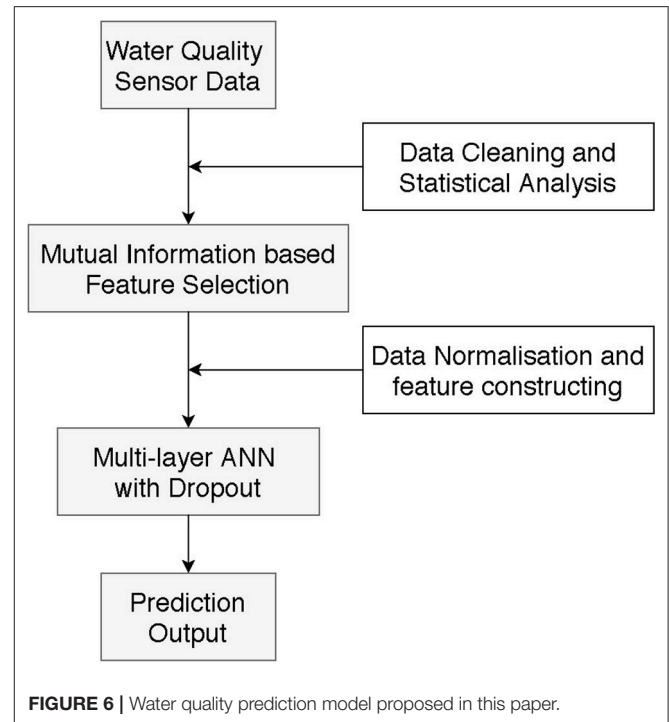 Water Quality
Sensor Data
Data Cleaning and
Statistical Analysis
Mutual Information based
Feature Selection
Data Normalisation and
feature constructing
Multi-layer ANN
with Dropout
Prediction
Output
FIGURE 6 | Water quality prediction model proposed in this paper.